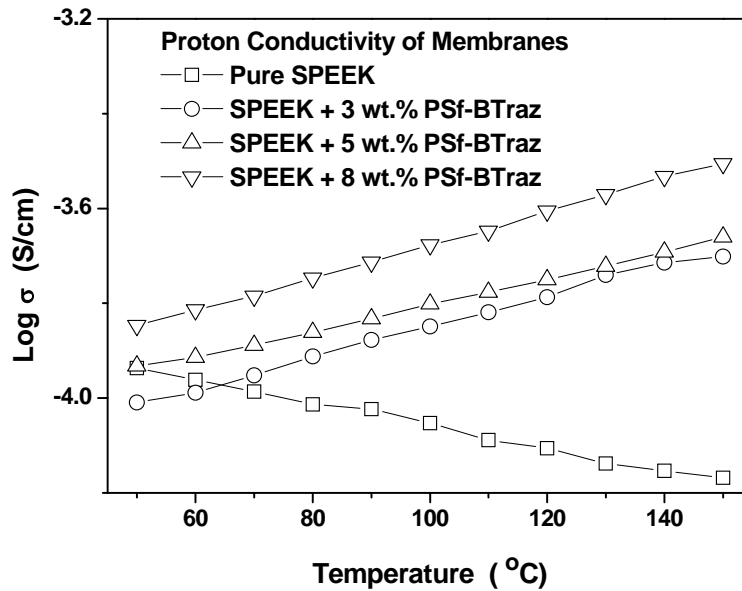 -3.2
Proton Conductivity of Membranes
Pure SPEEK
SPEEK + 3 wt.% PSf-BTraz
SPEEK + 5 wt.% PSf-BTraz
SPEEK + 8 wt.% PSf-BTraz
-3.6
Log σ (S/cm)
-4.0
60 80 100 120 140
Temperature ( °C)